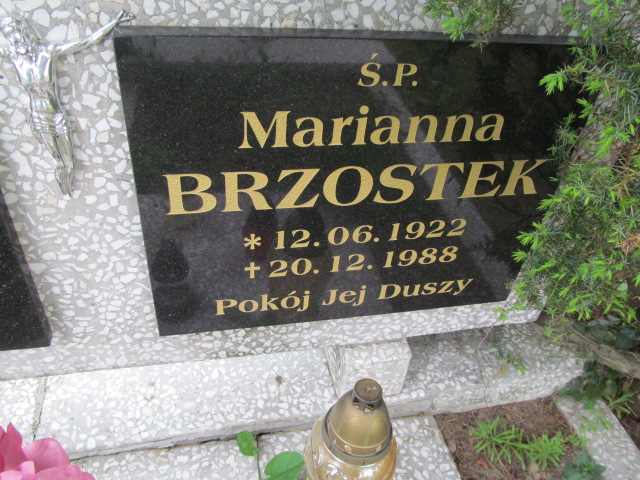 Ś.P.
Marianna
BRZOSTEK
* 12.06.1922
✝ 20.12.1988
Pokój Jej Duszy